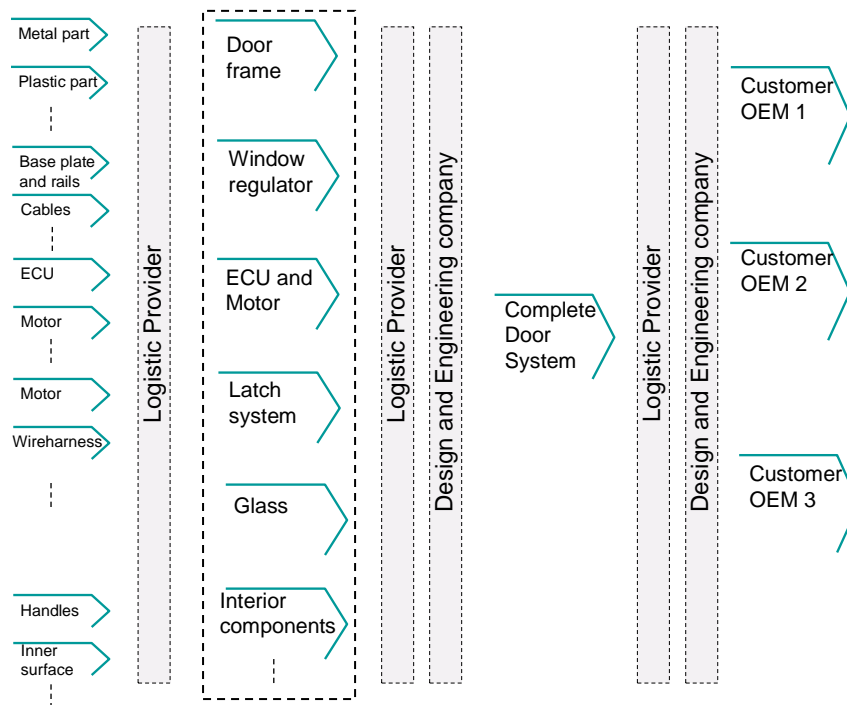 Metal part
Plastic part
Base plate
and rails
Cables
ECU
Motor
Motor
Wireharness
Handles
Inner
surface
Logistic Provider
Door
frame
Window
regulator
ECU and
Motor
Latch
system
Glass
Interior
components
Logistic Provider
Design and Engineering company
Complete
Door
System
Logistic Provider
Design and Engineering company
Customer
OEM 1
Customer
OEM 2
Customer
OEM 3